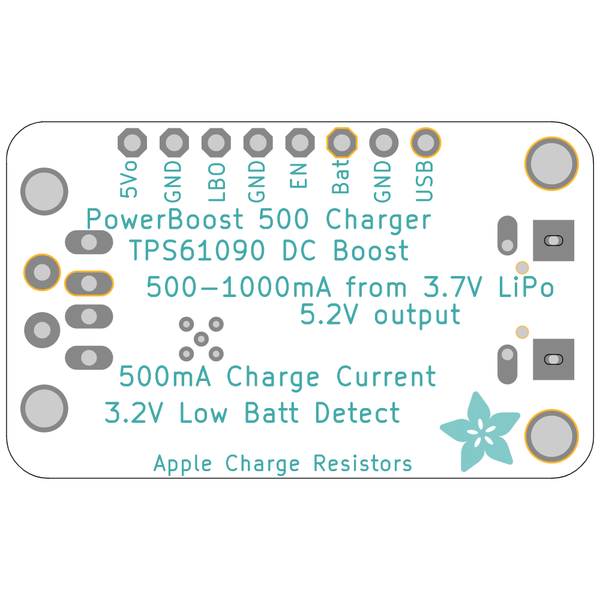 5Vo
GND
LBO
GND
EN
Bat
GND
USB
PowerBoost 500 Charger
TPS61090 DC Boost
500-1000mA from 3.7V LiPo
5.2V output
500mA Charge Current
3.2V Low Batt Detect
Apple Charge Resistors